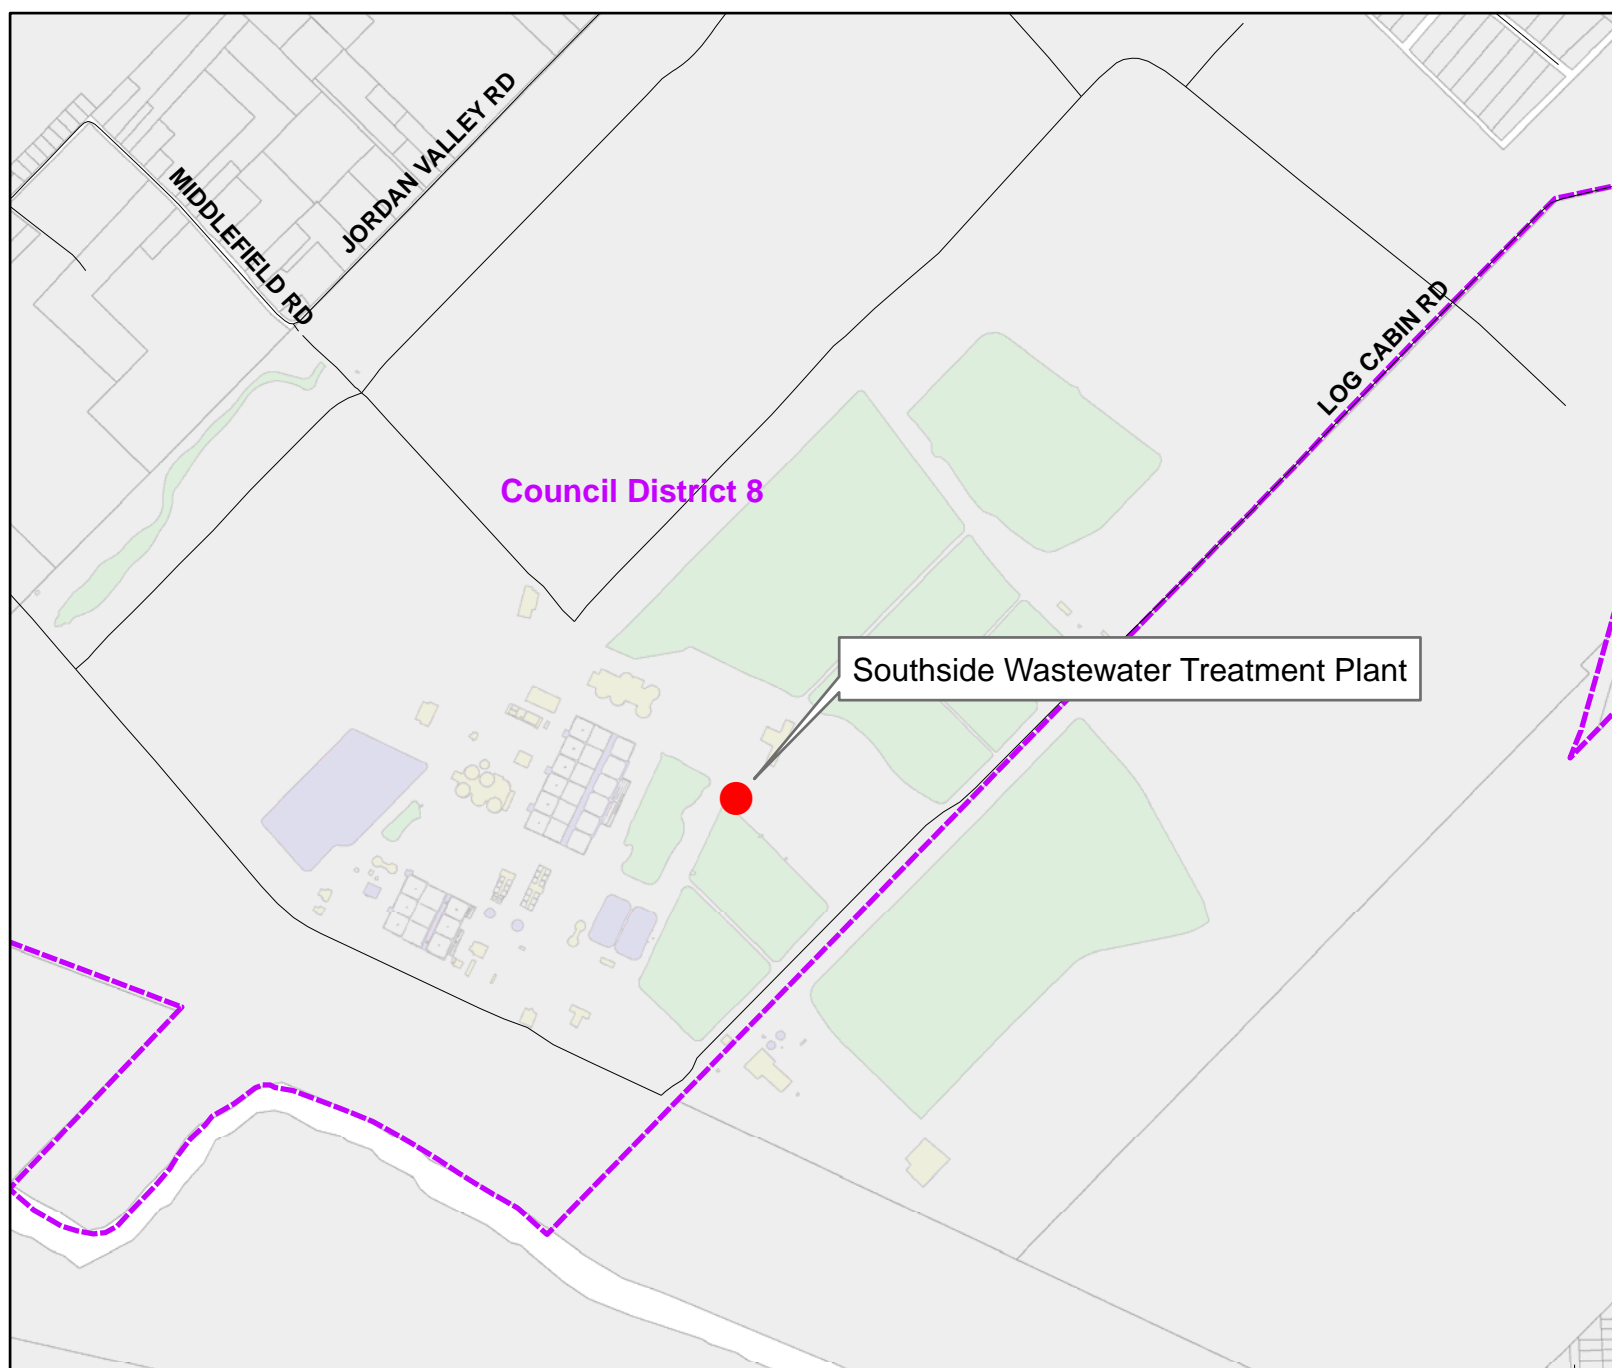 JORDAN VALLEY RD
MIDDLEFIELD RD
LOG CABIN RD
Council District 8
Southside Wastewater Treatment Plant